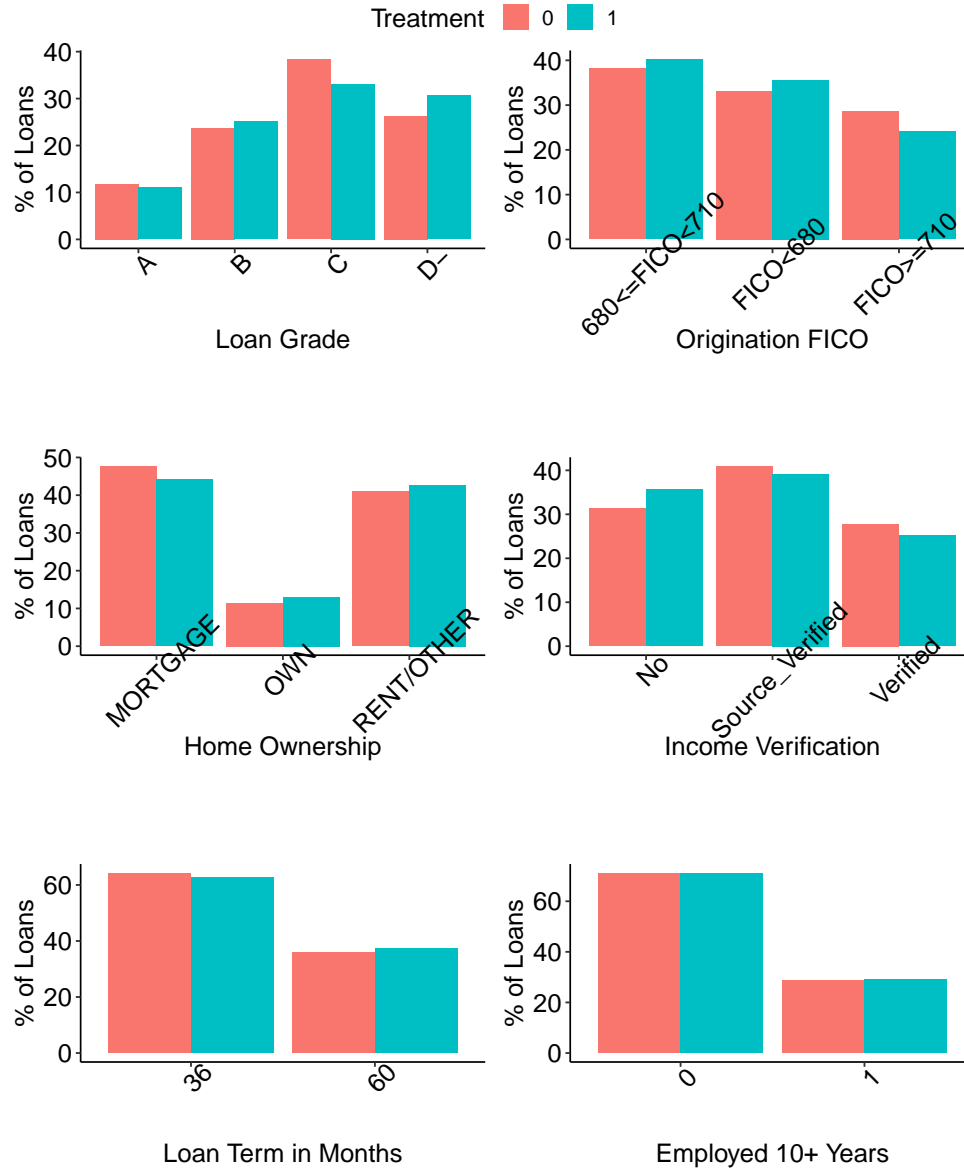 Treatment 0 1
% of Loans
40
30
20
10
0
A B C D−
Loan Grade
% of Loans
40
30
20
10
0
680<=FICO<710 FICO<680 FICO>=710
Origination FICO
% of Loans
50
40
30
20
10
0
MORTGAGE OWN RENT/OTHER
Home Ownership
% of Loans
40
30
20
10
0
No Source_Verified Verified
Income Verification
% of Loans
60
40
20
0
36 60
Loan Term in Months
% of Loans
60
40
20
0
0 1
Employed 10+ Years